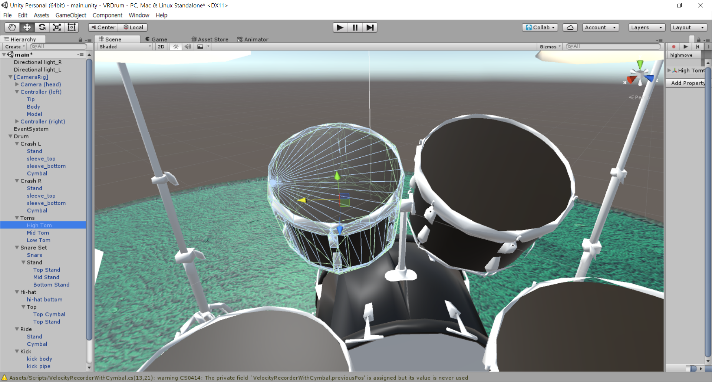 Unity Personal (64bit) - main.unity - VRDrum - PC, Mac & Linux Standalone* <DX11>
File Edit Assets GameObject Component Window Help
Center Local Collab Account Layers Layout
Hierarchy Scene Game Asset Store Animator
Create Shaded 2D Gizmos
main*
Directional light_R
Directional light_L
[CameraRig]
Camera (head)
Controller (left)
Tip
Body
Model
Controller (right)
EventSystem
Drum
Crash L
Stand
sleeve_top
sleeve_bottom
Cymbal
Crash R
Stand
sleeve_top
sleeve_bottom
Cymbal
Toms
High Tom
Mid Tom
Low Tom
Snare Set
Snare
Stand
Top Stand
Mid Stand
Bottom Stand
Hi-hat
hi-hat bottom
Top
Top Cymbal
Top Stand
Ride
Stand
Cymbal
Kick
kick body
kick pipe
highmove
High Tom
Add Property
Assets/Scripts/VelocityRecorderWithCymbal.cs(13,21): warning CS0414: The private field `VelocityRecorderWithCymbal.previousPos' is assigned but its value is never used